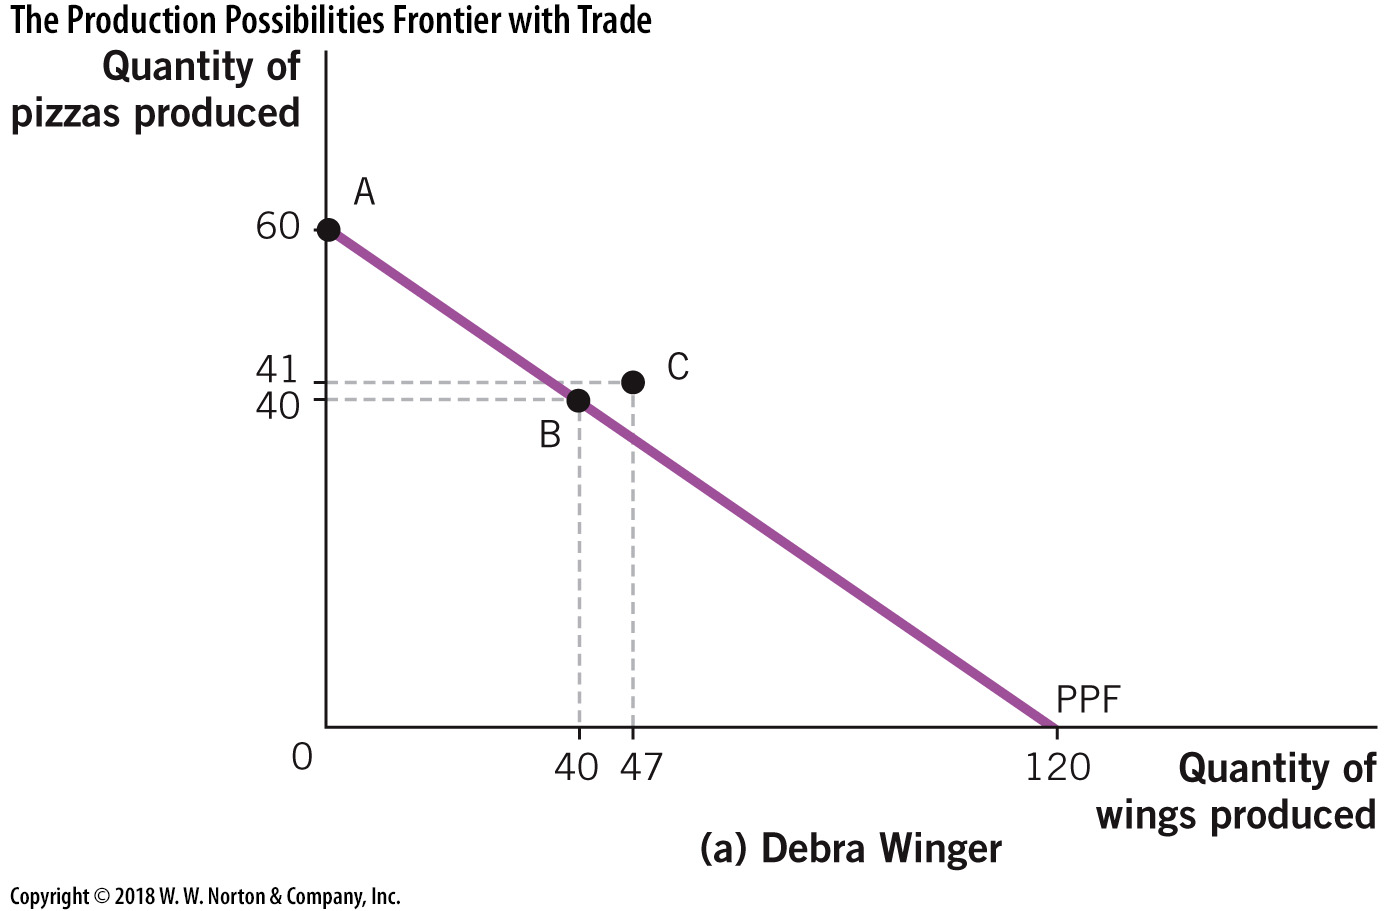 The Production Possibilities Frontier with Trade
Quantity of
pizzas produced
A
60
41
C
40
B
PPF
0
40
47
120
Quantity of
wings produced
(a) Debra Winger
Copyright © 2018 W. W. Norton & Company, Inc.